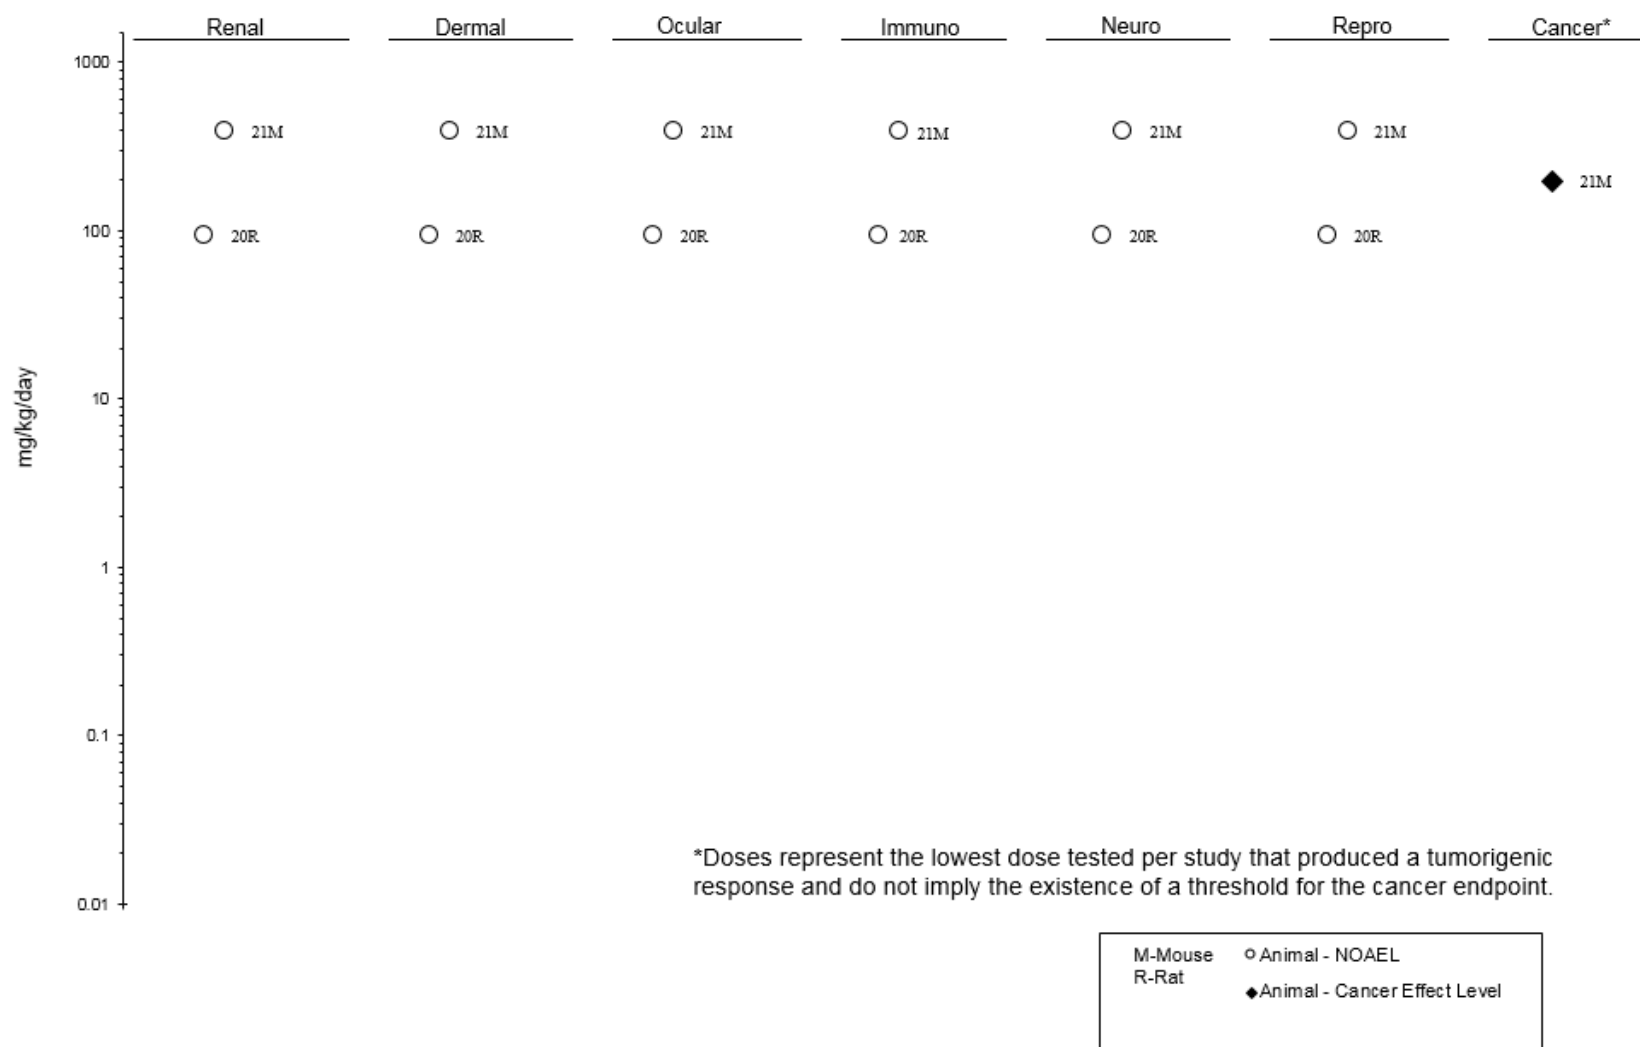 Renal Dermal Ocular Immuno Neuro Repro Cancer*
1000
21M 21M 21M 21M 21M 21M
21M
100
20R 20R 20R 20R 20R 20R
mg/kg/day
10
1
0.1
*Doses represent the lowest dose tested per study that produced a tumorigenic
response and do not imply the existence of a threshold for the cancer endpoint.
0.01
M-Mouse Animal - NOAEL
R-Rat
Animal - Cancer Effect Level